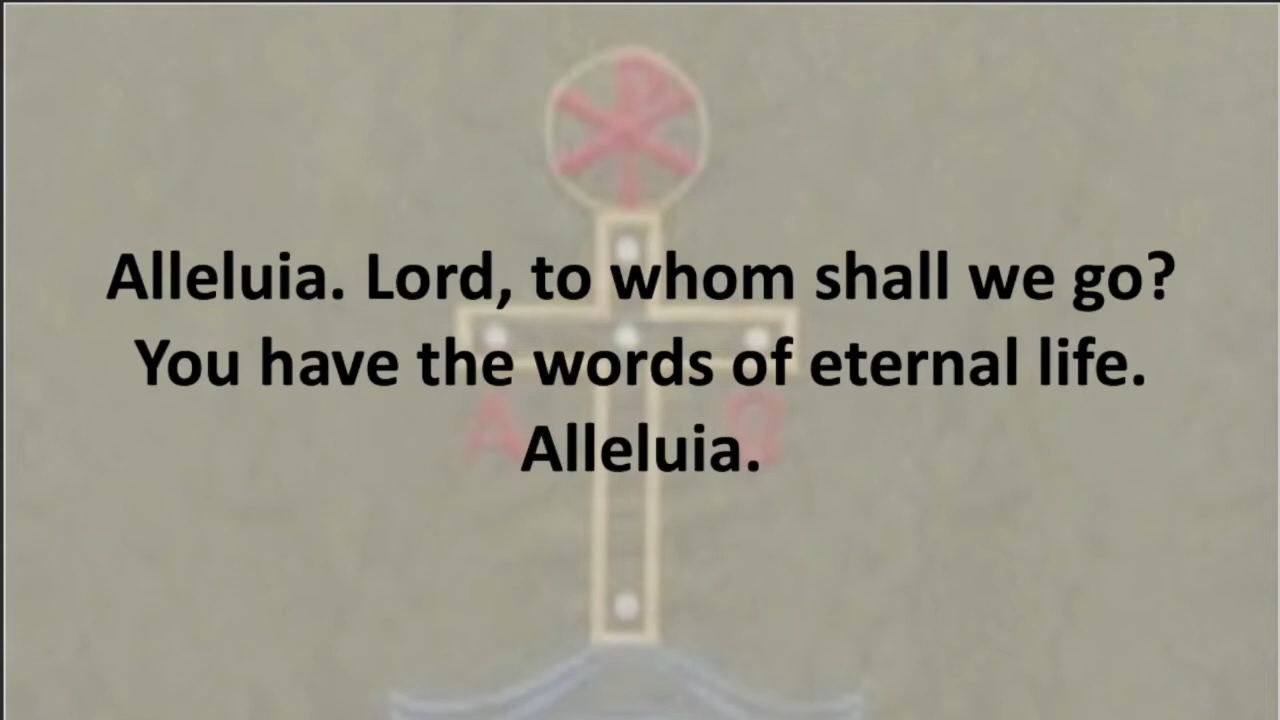 Alleluia. Lord, to whom shall we go?
You have the words of eternal life.
Α Ω
Alleluia.